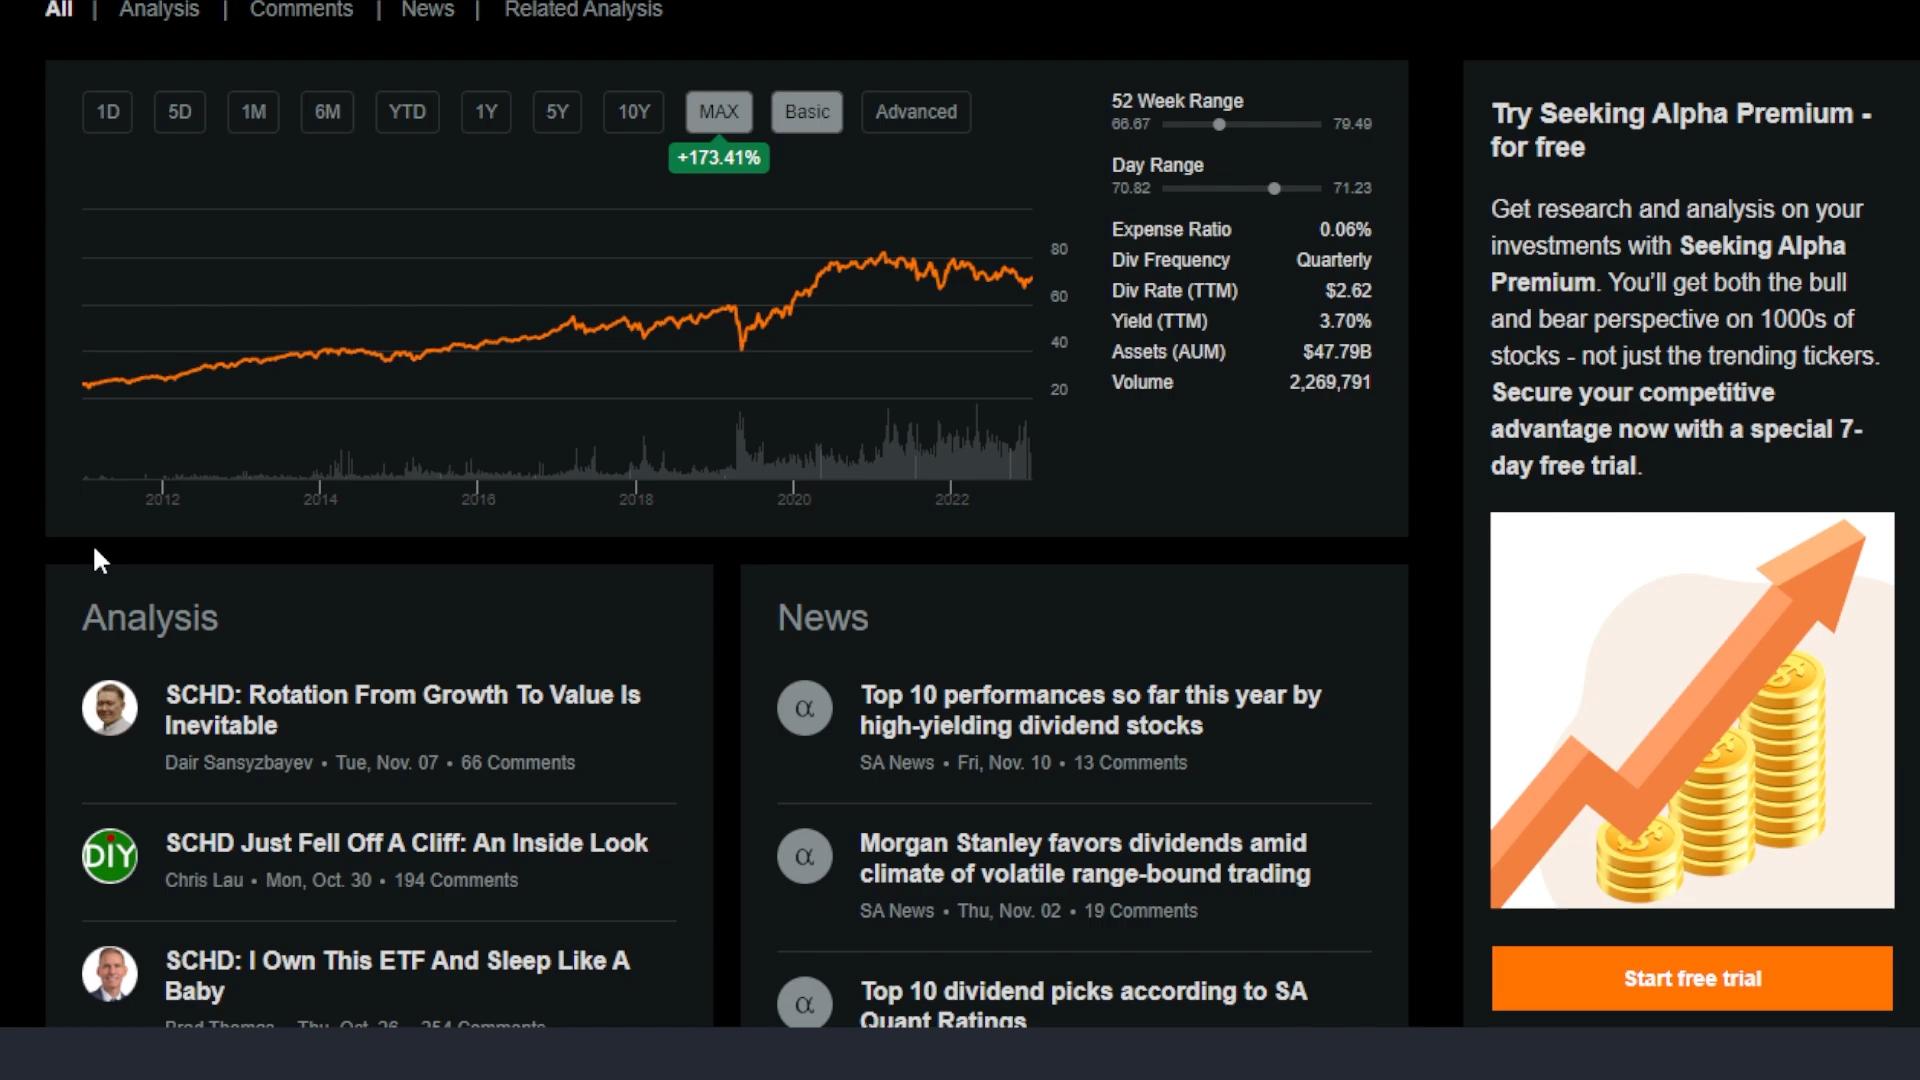 All | Analysis | Comments | News | Related Analysis
1D 5D 1M 6M YTD 1Y 5Y 10Y MAX Basic Advanced
+173.41%
80
60
40
20
2012 2014 2016 2018 2020 2022
52 Week Range
66.67 79.49
Day Range
70.82 71.23
Expense Ratio 0.06%
Div Frequency Quarterly
Div Rate (TTM) $2.62
Yield (TTM) 3.70%
Assets (AUM) $47.79B
Volume 2,269,791
Analysis
SCHD: Rotation From Growth To Value Is
Inevitable
Dair Sansyzbayev • Tue, Nov. 07 • 66 Comments
DIY
SCHD Just Fell Off A Cliff: An Inside Look
Chris Lau • Mon, Oct. 30 • 194 Comments
SCHD: I Own This ETF And Sleep Like A
Baby
Brad Thomas Thu, Oct. 26 254 Comments
News
α
Top 10 performances so far this year by
high-yielding dividend stocks
SA News • Fri, Nov. 10 • 13 Comments
α
Morgan Stanley favors dividends amid
climate of volatile range-bound trading
SA News • Thu, Nov. 02 • 19 Comments
α
Top 10 dividend picks according to SA
Quant Ratings
Try Seeking Alpha Premium -
for free
Get research and analysis on your
investments with Seeking Alpha
Premium. You'll get both the bull
and bear perspective on 1000s of
stocks - not just the trending tickers.
Secure your competitive
advantage now with a special 7-
day free trial.
Start free trial